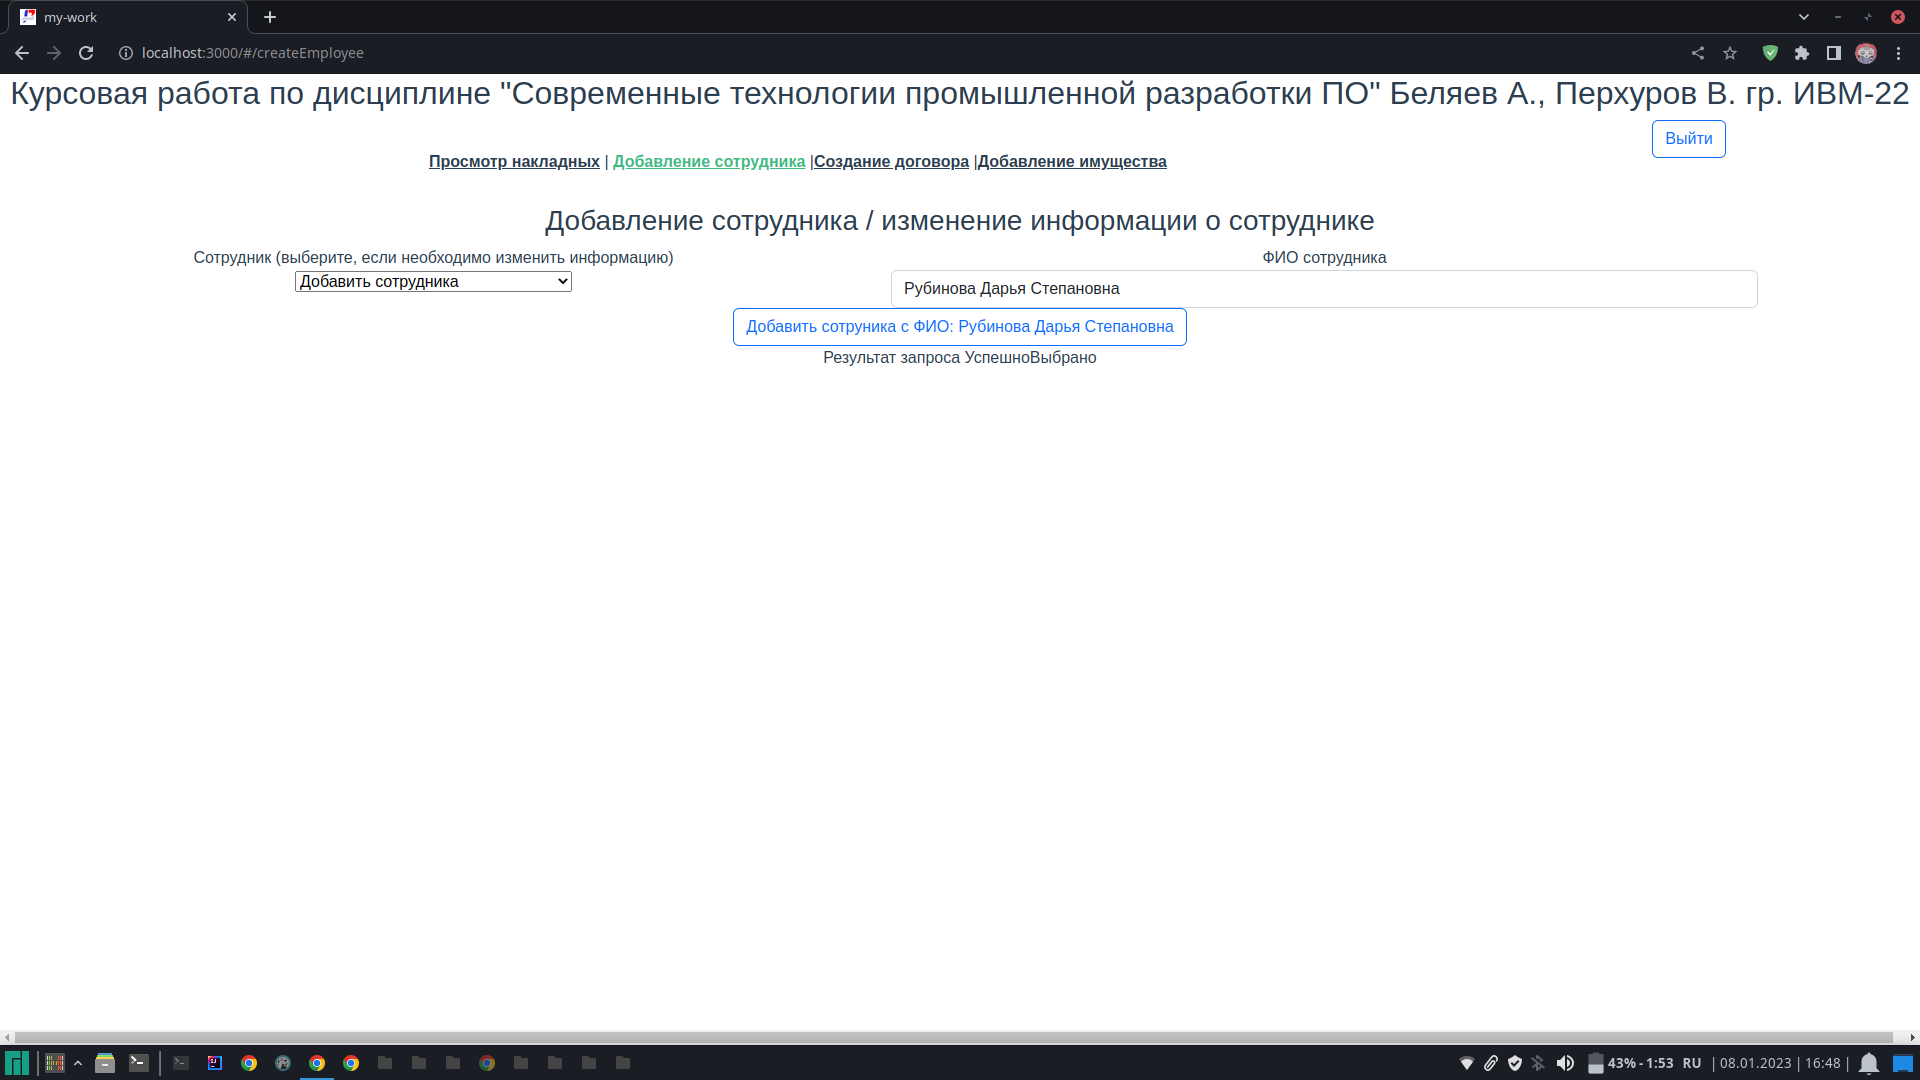 my-work
localhost:3000/#/createEmployee
Курсовая работа по дисциплине "Современные технологии промышленной разработки ПО" Беляев А., Перхуров В. гр. ИВМ-22
Выйти
Просмотр накладных | Добавление сотрудника |Создание договора |Добавление имущества
Добавление сотрудника / изменение информации о сотруднике
Сотрудник (выберите, если необходимо изменить информацию)
ФИО сотрудника
Добавить сотрудника
Рубинова Дарья Степановна
Добавить сотруника с ФИО: Рубинова Дарья Степановна
Результат запроса УспешноВыбрано
43% - 1:53 RU | 08.01.2023 | 16:48 |